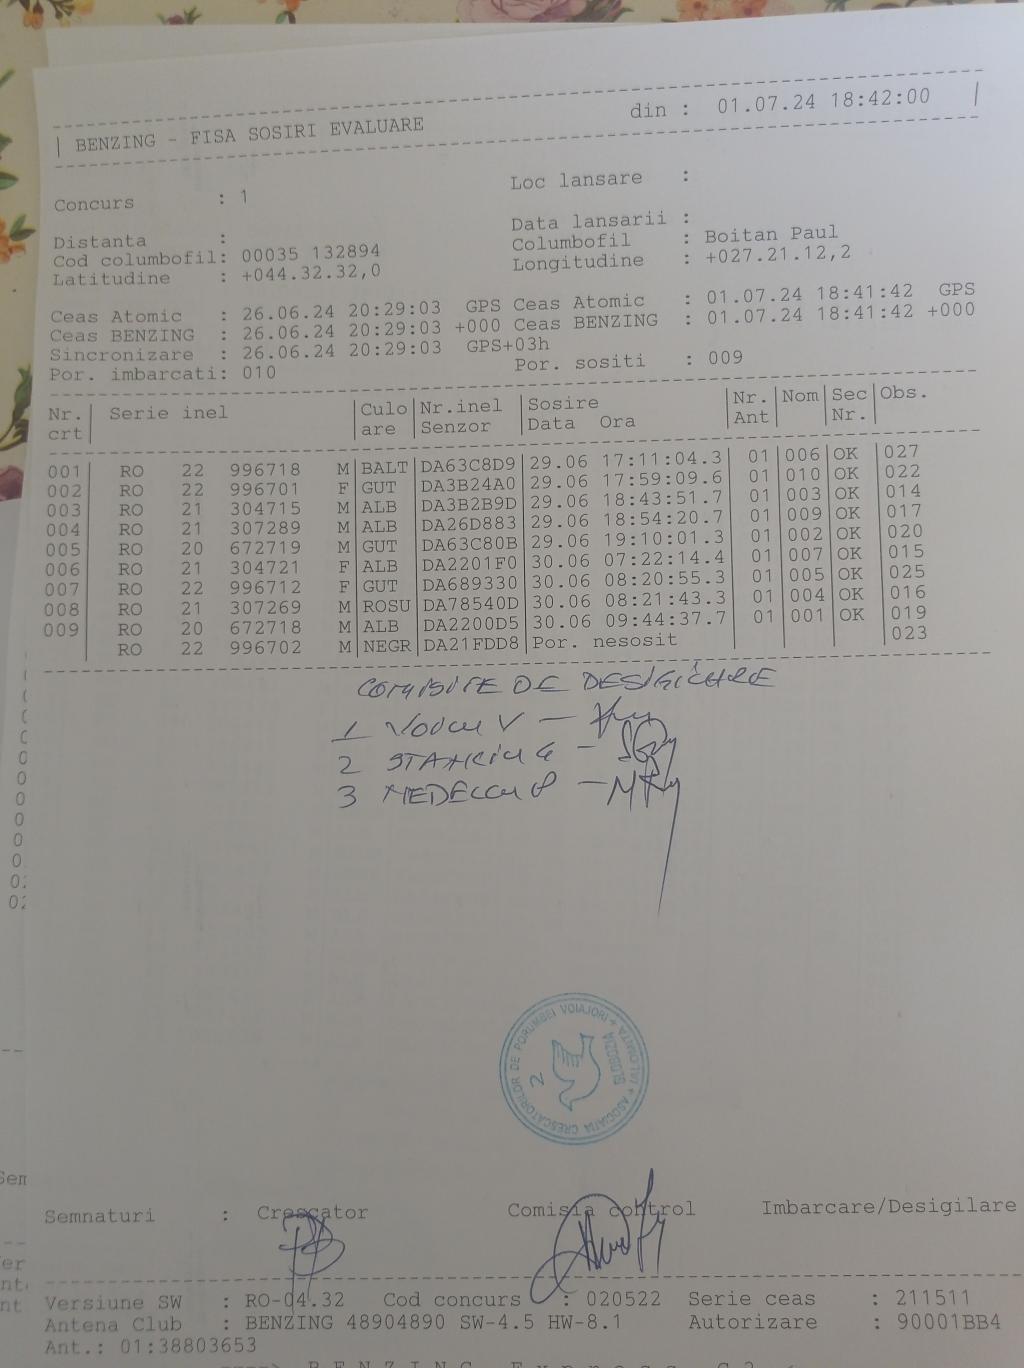 | BENZING - FISA SOSIRI EVALUARE din : 01.07.24 18:42:00 |
Concurs : 1 Loc lansare :
Distanta : Data lansarii :
Cod columbofil: 00035 132894 Columbofil : Boitan Paul
Latitudine : +044.32.32,0 Longitudine : +027.21.12,2
Ceas Atomic : 26.06.24 20:29:03 GPS Ceas Atomic : 01.07.24 18:41:42 GPS
Ceas BENZING : 26.06.24 20:29:03 +000 Ceas BENZING : 01.07.24 18:41:42 +000
Sincronizare : 26.06.24 20:29:03 GPS+03h
Por. imbarcati: 010 Por. sositi : 009
Nr.| Serie inel |Culo|Nr.inel |Sosire |Nr.|Nom|Sec|Obs.
crt| |are |Senzor |Data Ora |Ant| |Nr.|
001| RO 22 996718 M|BALT|DA63C8D9|29.06 17:11:04.3| 01|006|OK |027
002| RO 22 996701 F|GUT |DA3B24A0|29.06 17:59:09.6| 01|010|OK |022
003| RO 21 304715 M|ALB |DA3B2B9D|29.06 18:43:51.7| 01|003|OK |014
004| RO 21 307289 M|ALB |DA26D883|29.06 18:54:20.7| 01|009|OK |017
005| RO 20 672719 M|GUT |DA63C80B|29.06 19:10:01.3| 01|002|OK |020
006| RO 21 304721 F|ALB |DA2201F0|30.06 07:22:14.4| 01|007|OK |015
007| RO 22 996712 F|GUT |DA689330|30.06 08:20:55.3| 01|005|OK |025
008| RO 21 307269 M|ROSU|DA78540D|30.06 08:21:43.3| 01|004|OK |016
009| RO 20 672718 M|ALB |DA2200D5|30.06 09:44:37.7| 01|001|OK |019
| RO 22 996702 M|NEGR|DA21FDD8|Por. nesosit | | | |023
COMISIE DE DESIGILARE
1 VOICU V —
2 STANCIU G -
3 NEDELCU P —
ASOCIATIA CRESCATORILOR DE PORUMBEI VOIAJORI * IALOMITA *
2
Semnaturi : Crescator Comisia control Imbarcare/Desigilare
Versiune SW : RO-04.32 Cod concurs : 020522 Serie ceas : 211511
Antena Club : BENZING 48904890 SW-4.5 HW-8.1 Autorizare : 90001BB4
Ant.: 01:38803653